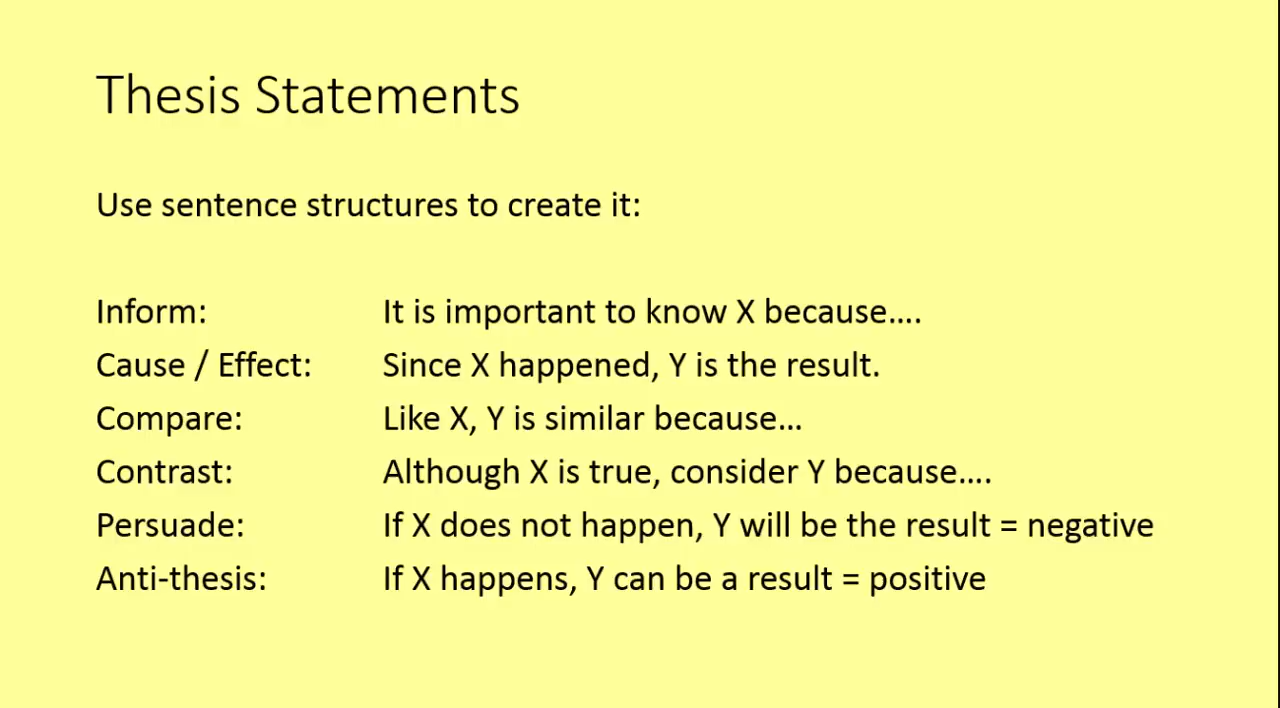 Thesis Statements
Use sentence structures to create it:
Inform: It is important to know X because....
Cause / Effect: Since X happened, Y is the result.
Compare: Like X, Y is similar because...
Contrast: Although X is true, consider Y because....
Persuade: If X does not happen, Y will be the result = negative
Anti-thesis: If X happens, Y can be a result = positive